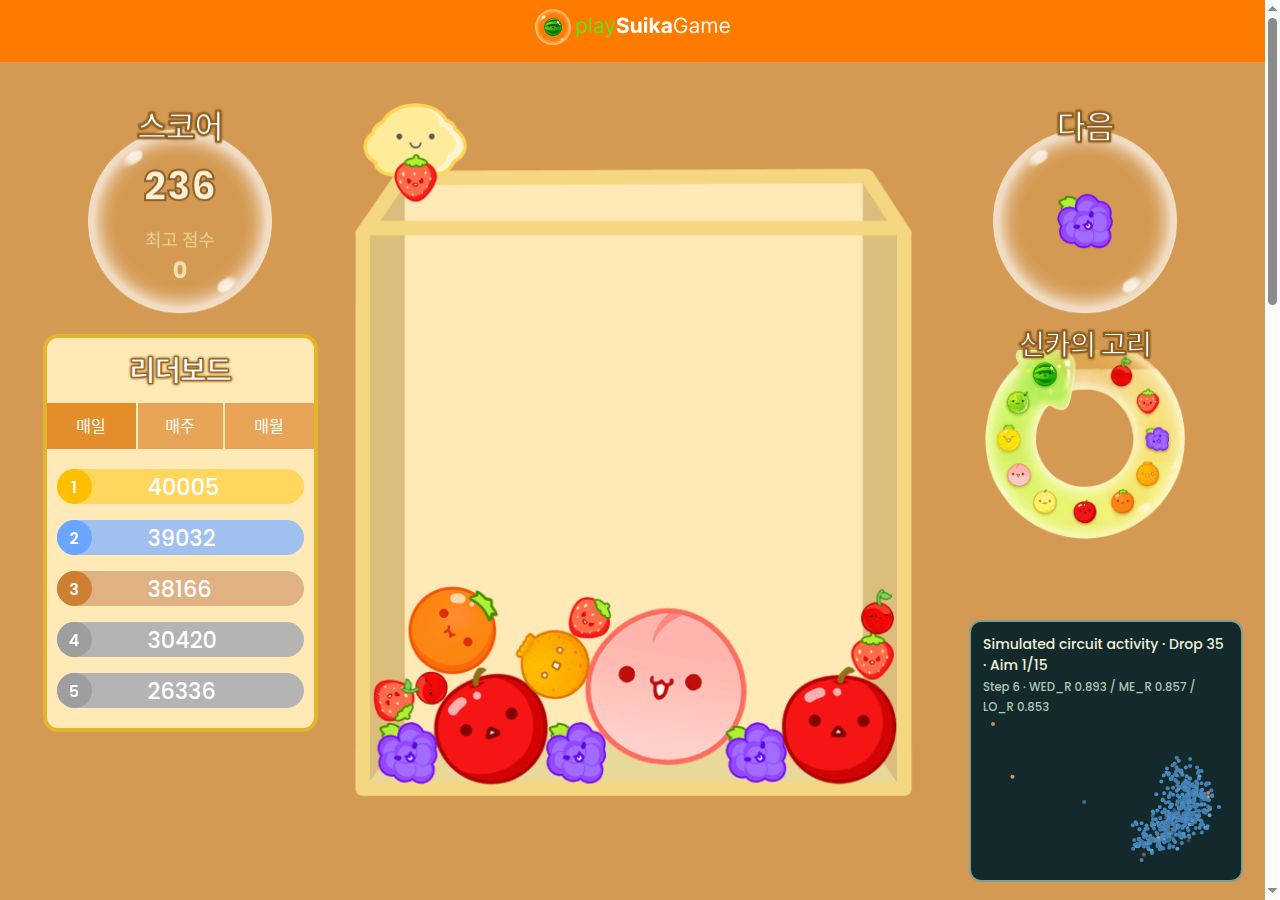 playSuikaGame
스코어
236
최고 점수
0
리더보드
매일 매주 매월
1 40005
2 39032
3 38166
4 30420
5 26336
다음
신카의 고리
Simulated circuit activity · Drop 35
· Aim 1/15
Step 6 · WED_R 0.893 / ME_R 0.857 /
LO_R 0.853